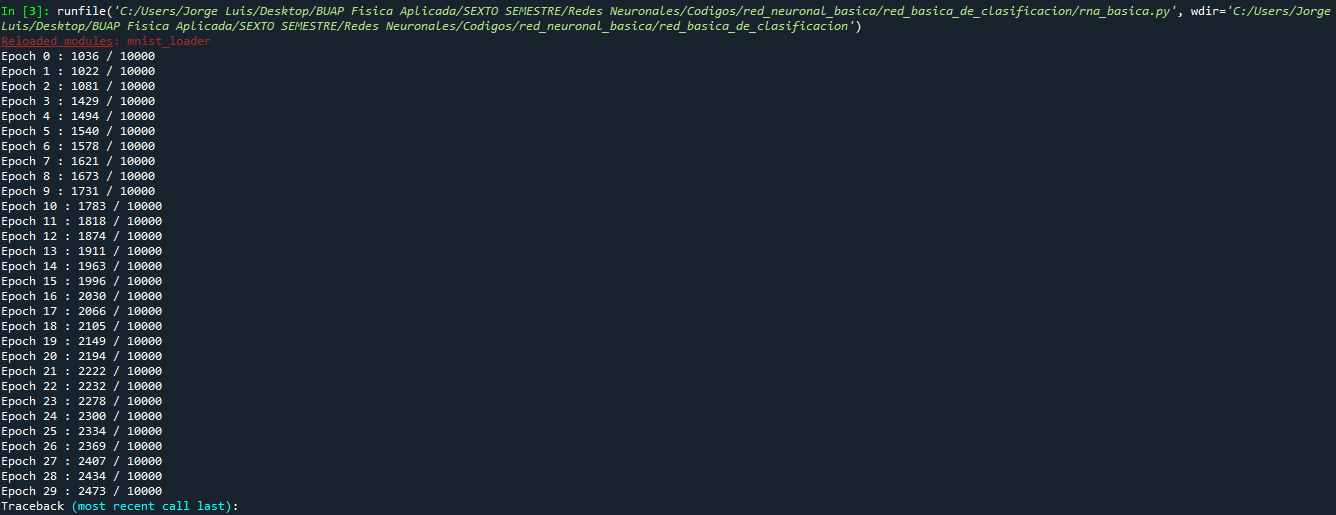 In [3]: runfile('C:/Users/Jorge Luis/Desktop/BUAP Fisica Aplicada/SEXTO SEMESTRE/Redes Neuronales/Codigos/red_neuronal_basica/red_basica_de_clasificacion/rna_basica.py', wdir='C:/Users/Jorge
Luis/Desktop/BUAP Fisica Aplicada/SEXTO SEMESTRE/Redes Neuronales/Codigos/red_neuronal_basica/red_basica_de_clasificacion')
Reloaded modules: mnist_loader
Epoch 0 : 1036 / 10000
Epoch 1 : 1022 / 10000
Epoch 2 : 1081 / 10000
Epoch 3 : 1429 / 10000
Epoch 4 : 1494 / 10000
Epoch 5 : 1540 / 10000
Epoch 6 : 1578 / 10000
Epoch 7 : 1621 / 10000
Epoch 8 : 1673 / 10000
Epoch 9 : 1731 / 10000
Epoch 10 : 1783 / 10000
Epoch 11 : 1818 / 10000
Epoch 12 : 1874 / 10000
Epoch 13 : 1911 / 10000
Epoch 14 : 1963 / 10000
Epoch 15 : 1996 / 10000
Epoch 16 : 2030 / 10000
Epoch 17 : 2066 / 10000
Epoch 18 : 2105 / 10000
Epoch 19 : 2149 / 10000
Epoch 20 : 2194 / 10000
Epoch 21 : 2222 / 10000
Epoch 22 : 2232 / 10000
Epoch 23 : 2278 / 10000
Epoch 24 : 2300 / 10000
Epoch 25 : 2334 / 10000
Epoch 26 : 2369 / 10000
Epoch 27 : 2407 / 10000
Epoch 28 : 2434 / 10000
Epoch 29 : 2473 / 10000
Traceback (most recent call last):